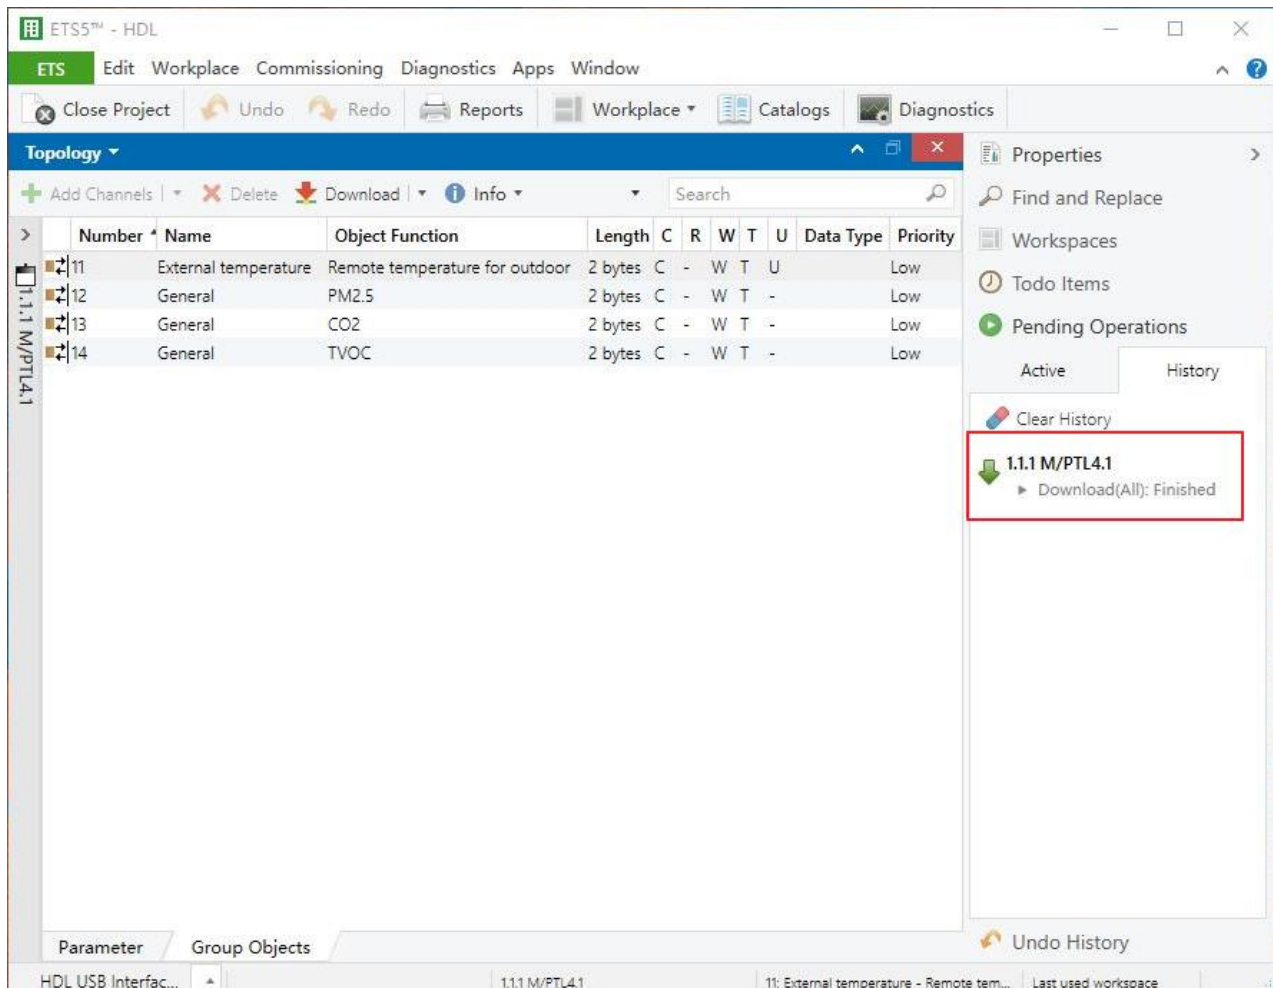 ETS5™ - HDL
ETS Edit Workplace Commissioning Diagnostics Apps Window
Close Project Undo Redo Reports Workplace Catalogs Diagnostics
Topology
Add Channels Download Delete Info Search
Number Name Object Function Length C R W T U Data Type Priority
11 External temperature Remote temperature for outdoor 2 bytes C - W T U Low
12 General PM2.5 2 bytes C - W T - Low
13 General CO2 2 bytes C - W T - Low
14 General TVOC 2 bytes C - W T - Low
1.1.1 M/PTL4.1
Parameter Group Objects
Properties
Find and Replace
Workspaces
Todo Items
Pending Operations
Active History
Clear History
1.1.1 M/PTL4.1
Download(All): Finished
Undo History
HDL USB Interfac... 1.1.1 M/PTL4.1 11: External temperature - Remote tem... Last used workspace